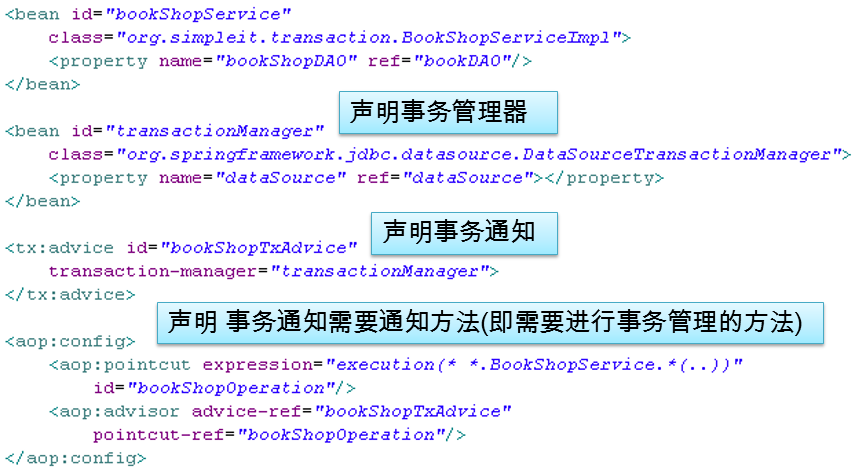 <bean id="bookShopService"
class="org.simpleit.transaction.BookShopServiceImpl">
<property name="bookShopDAO" ref="bookDAO"/>
</bean>
声明事务管理器
<bean id="transactionManager"
class="org.springframework.jdbc.datasource.DataSourceTransactionManager">
<property name="dataSource" ref="dataSource"></property>
</bean>
声明事务通知
<tx:advice id="bookShopTxAdvice"
transaction-manager="transactionManager">
</tx:advice>
声明 事务通知需要通知方法(即需要进行事务管理的方法)
<aop:config>
<aop:pointcut expression="execution(* *.BookShopService.*(..))"
id="bookShopOperation"/>
<aop:advisor advice-ref="bookShopTxAdvice"
pointcut-ref="bookShopOperation"/>
</aop:config>